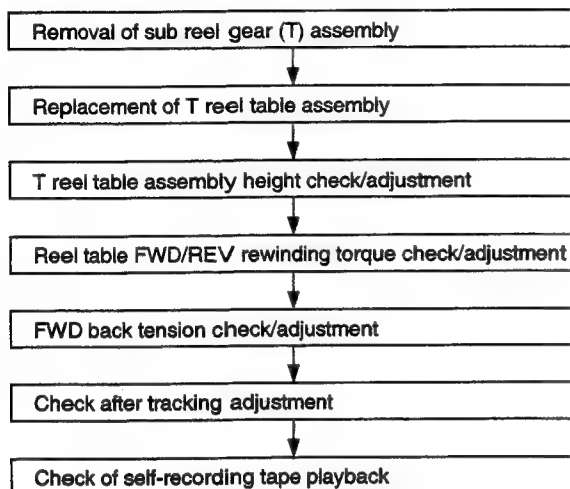 Removal of sub reel gear (T) assembly
Replacement of T reel table assembly
T reel table assembly height check/adjustment
Reel table FWD/REV rewinding torque check/adjustment
FWD back tension check/adjustment
Check after tracking adjustment
Check of self-recording tape playback